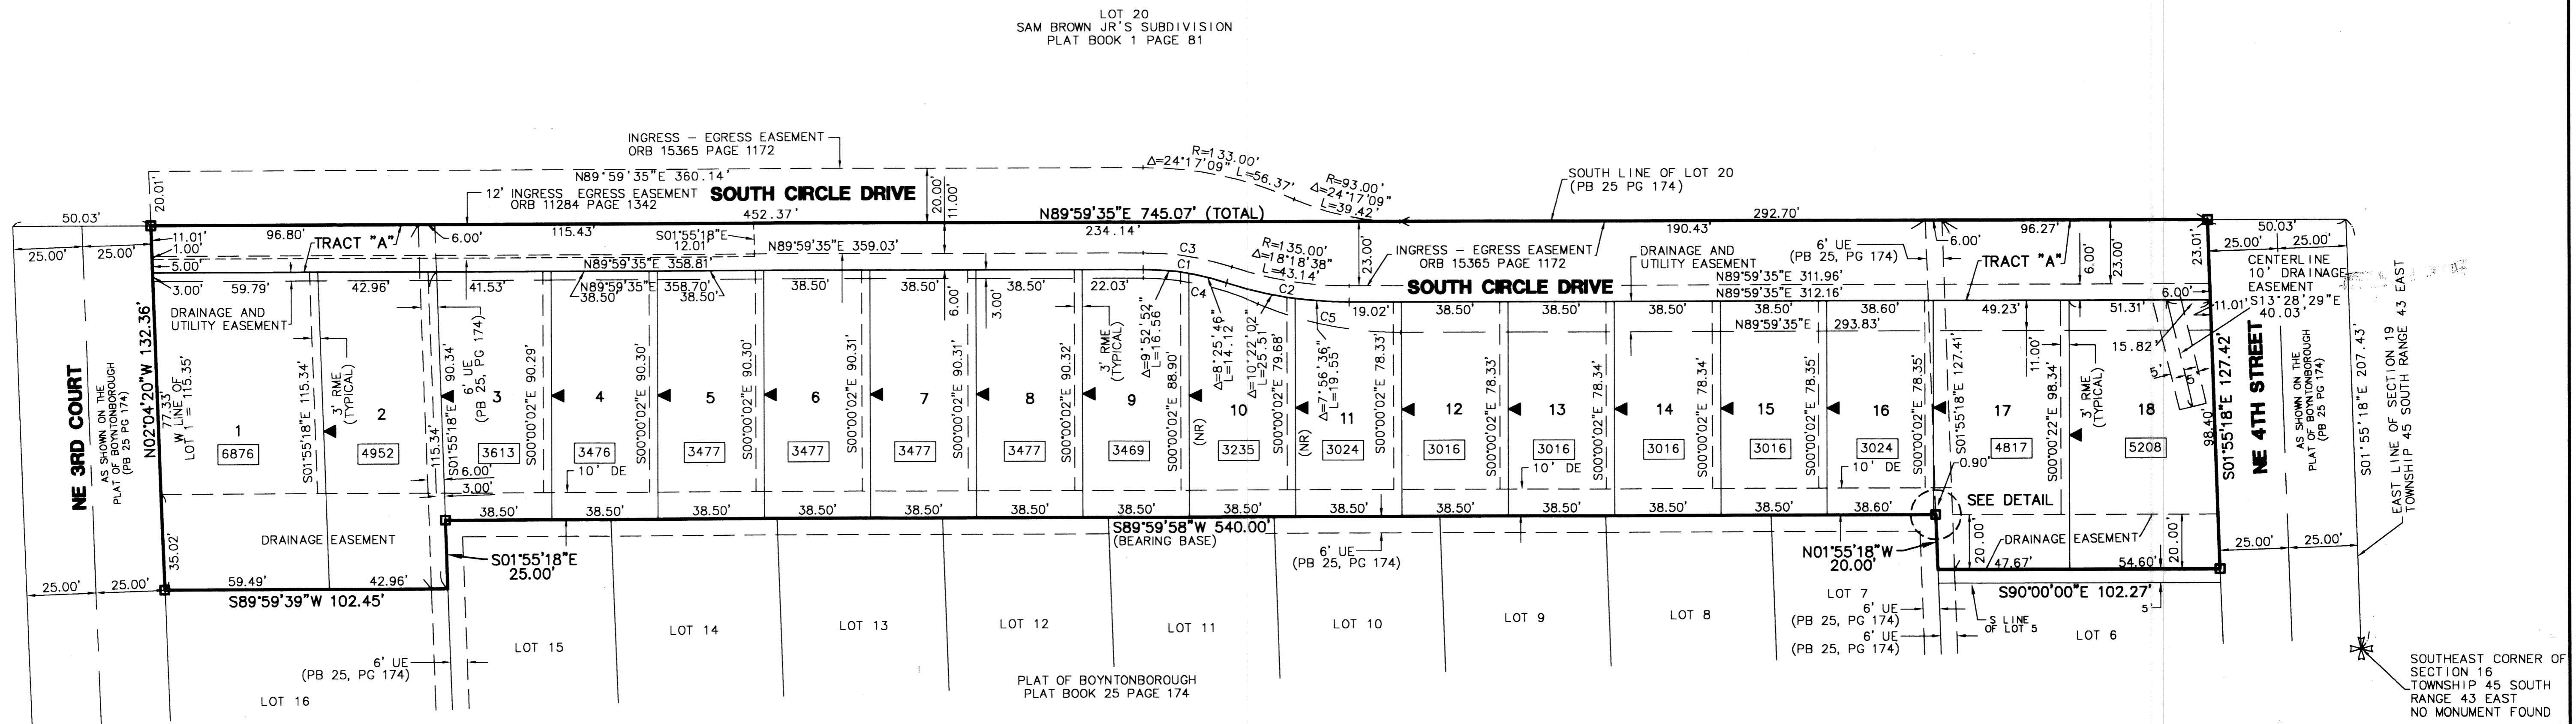 LOT 20
SAM BROWN JR'S SUBDIVISION
PLAT BOOK 1 PAGE 81
INGRESS – EGRESS EASEMENT
ORB 15365 PAGE 1172
N89°59'35"E 360.14'
12' INGRESS EGRESS EASEMENT
ORB 11284 PAGE 1342
SOUTH CIRCLE DRIVE
20.01'
20.00'
11.00'
R=133.00'
Δ=24°17'09"
L=56.37'
R=93.00'
Δ=24°17'09"
L=39.42'
SOUTH LINE OF LOT 20
(PB 25 PG 174)
50.03'
452.37'
N89°59'35"E 745.07' (TOTAL)
292.70'
50.03'
25.00'
25.00'
11.01'
1.00'
5.00'
3.00'
96.80'
TRACT "A"
6.00'
115.43'
S01°55'18"E
12.01'
N89°59'35"E 359.03'
234.14'
C3
C1
R=135.00'
Δ=18°18'38"
L=43.14'
23.00'
INGRESS – EGRESS EASEMENT
ORB 15365 PAGE 1172
190.43'
DRAINAGE AND
UTILITY EASEMENT
6' UE
(PB 25, PG 174)
6.00'
96.27'
TRACT "A"
6.00'
23.00'
23.01'
25.00'
25.00'
CENTERLINE
10' DRAINAGE
EASEMENT
S13°28'29"E
40.03'
N89°59'35"E 358.81'
N89°59'35"E 358.70'
SOUTH CIRCLE DRIVE
N89°59'35"E 311.96'
N89°59'35"E 312.16'
N89°59'35"E 293.83'
59.79'
42.96'
41.53'
38.50'
38.50'
38.50'
38.50'
6.00'
38.50'
3.00'
22.03'
C4
C2
C5
19.02'
38.50'
38.50'
38.50'
38.50'
38.60'
49.23'
51.31'
6.00'
11.01'
15.82'
5'
5'
11.00'
DRAINAGE AND
UTILITY EASEMENT
NE 3RD COURT
AS SHOWN ON THE
PLAT OF BOYNTONBOROUGH
(PB 25 PG 174)
N02°04'20"W 132.36'
77.33'
W LINE OF
LOT 1 = 115.35'
S01°55'18"E 115.34'
3' RME
(TYPICAL)
115.34'
S01°55'18"E 90.34'
6' UE
(PB 25, PG 174)
S00°00'02"E 90.29'
S00°00'02"E 90.30'
S00°00'02"E 90.30'
S00°00'02"E 90.31'
S00°00'02"E 90.31'
S00°00'02"E 90.32'
3' RME
(TYPICAL)
Δ=9°52'52"
L=16.56'
S00°00'02"E 88.90'
(NR)
Δ=8°25'46"
L=14.12'
Δ=10°22'02"
L=25.51'
S00°00'02"E 79.68'
(NR)
Δ=7°56'36"
L=19.55'
S00°00'02"E 78.33'
S00°00'02"E 78.33'
S00°00'02"E 78.34'
S00°00'02"E 78.34'
S00°00'02"E 78.35'
S00°00'02"E 78.35'
S01°55'18"E 127.41'
S00°00'22"E 98.34'
3' RME
(TYPICAL)
98.40'
S01°55'18"E 127.42'
NE 4TH STREET
AS SHOWN ON THE
PLAT OF BOYNTONBOROUGH
(PB 25 PG 174)
S01°55'18"E 207.43'
EAST LINE OF SECTION 19
TOWNSHIP 45 SOUTH RANGE 43 EAST
1
2
3
4
5
6
7
8
9
10
11
12
13
14
15
16
17
18
6876
4952
3613
3476
3477
3477
3477
3477
3469
3235
3024
3016
3016
3016
3016
3024
4817
5208
6.00'
3.00'
10' DE
10' DE
10' DE
0.90'
SEE DETAIL
38.50'
38.50'
38.50'
38.50'
38.50'
38.50'
38.50'
38.50'
38.50'
38.50'
38.50'
38.50'
38.50'
38.60'
S89°59'58"W 540.00'
(BEARING BASE)
DRAINAGE EASEMENT
35.02'
S01°55'18"E
25.00'
6' UE
(PB 25, PG 174)
N01°55'18"W
20.00'
20.00'
DRAINAGE EASEMENT
20.00'
25.00'
25.00'
59.49'
42.96'
S89°59'39"W 102.45'
47.67'
54.60'
S90°00'00"E 102.27'
5'
25.00'
25.00'
S LINE
OF LOT 5
6' UE
(PB 25, PG 174)
6' UE
(PB 25, PG 174)
6' UE
(PB 25, PG 174)
LOT 16
LOT 15
LOT 14
LOT 13
LOT 12
LOT 11
LOT 10
LOT 9
LOT 8
LOT 7
LOT 6
PLAT OF BOYNTONBOROUGH
PLAT BOOK 25 PAGE 174
SOUTHEAST CORNER OF
SECTION 16
TOWNSHIP 45 SOUTH
RANGE 43 EAST
NO MONUMENT FOUND